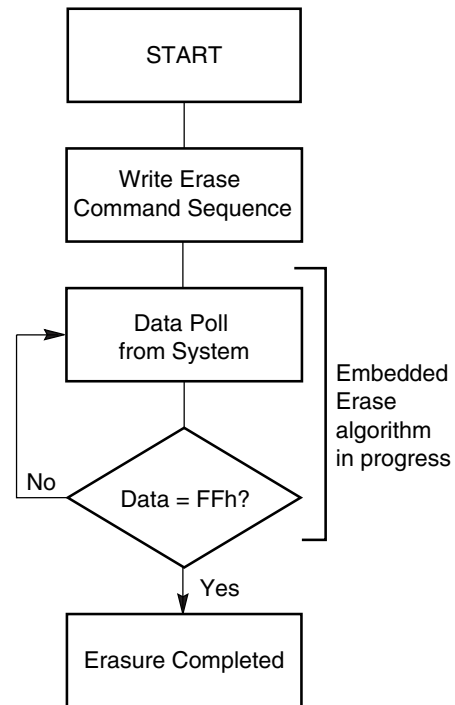 START
Write Erase
Command Sequence
Data Poll
from System
Embedded
Erase
algorithm
in progress
No
Data = FFh?
Yes
Erasure Completed